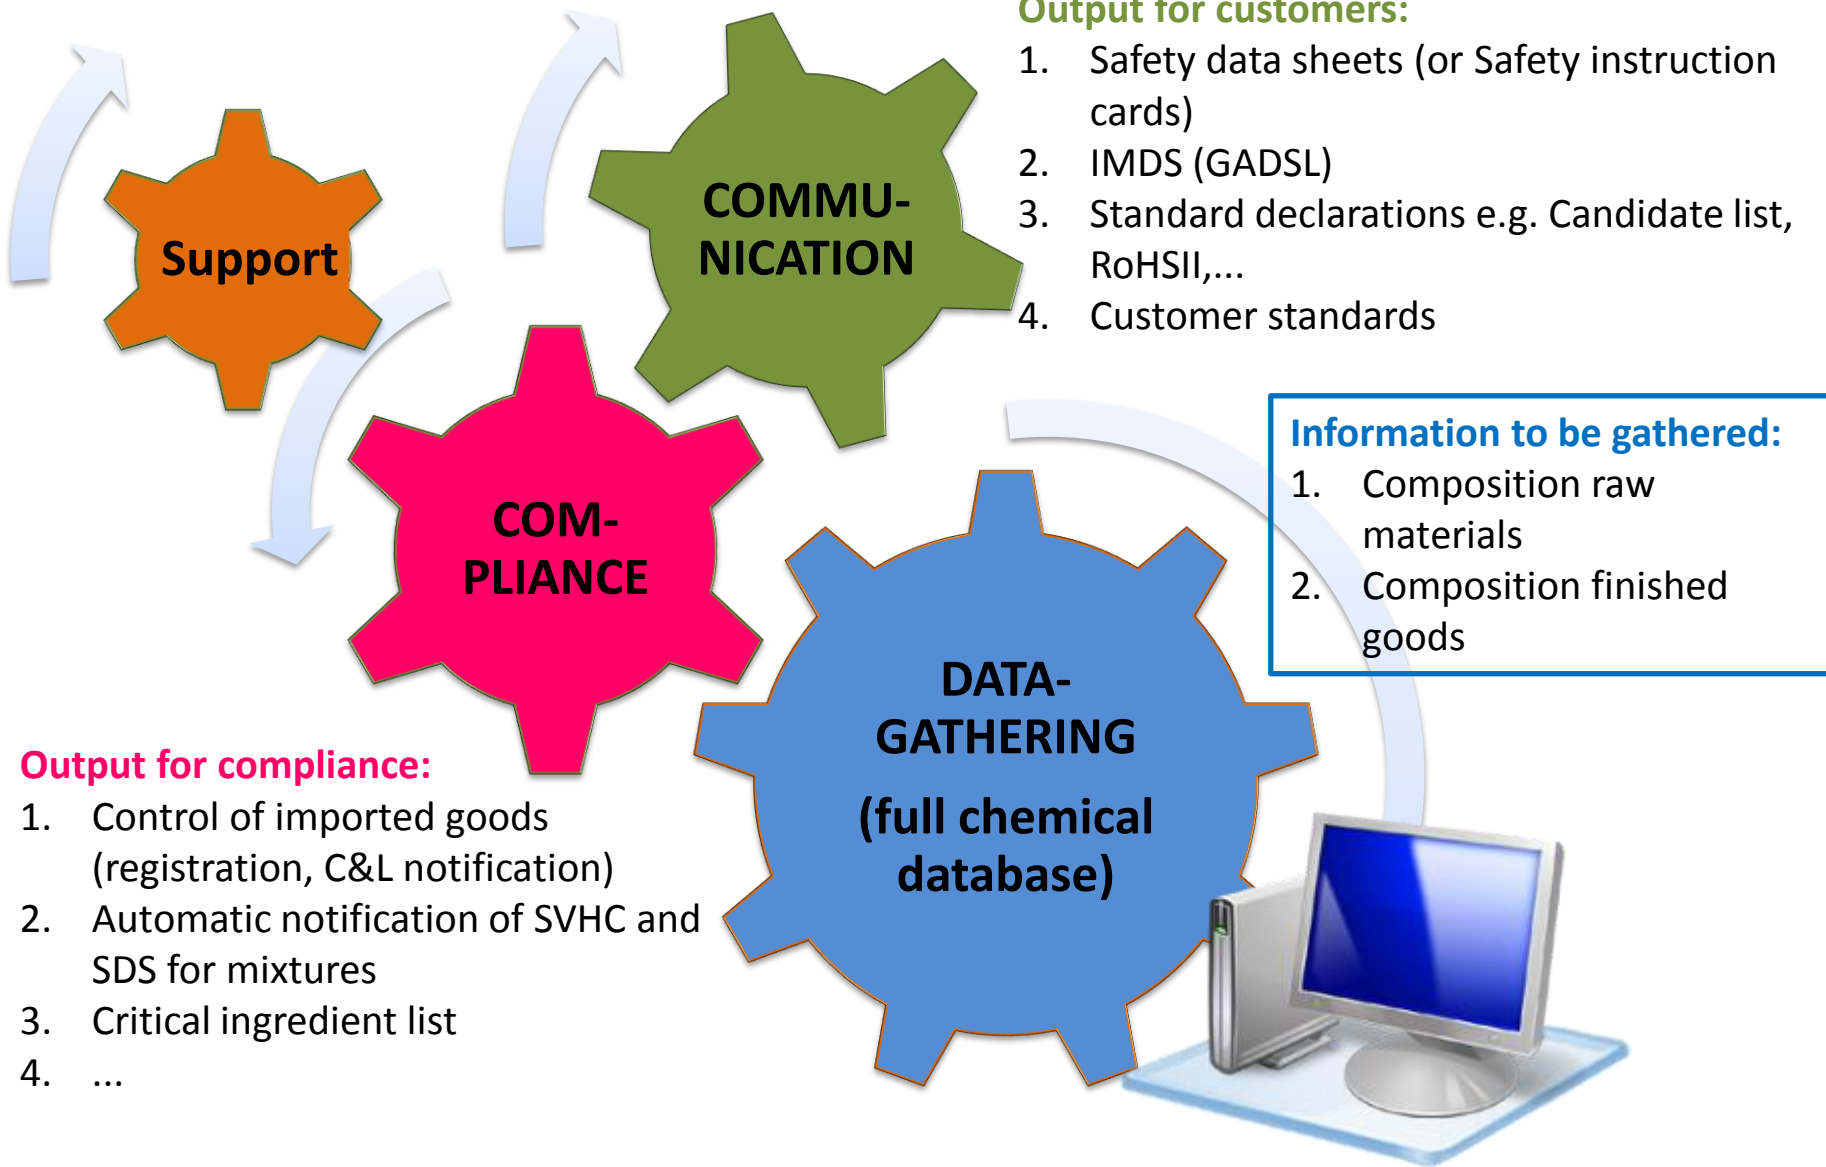 Output for customers:
1. Safety data sheets (or Safety instruction
cards)
2. IMDS (GADSL)
3. Standard declarations e.g. Candidate list,
RoHSII,...
4. Customer standards
Support
COMMU-
NICATION
Information to be gathered:
1. Composition raw
materials
2. Composition finished
goods
COM-
PLIANCE
DATA-
GATHERING
(full chemical
database)
Output for compliance:
1. Control of imported goods
(registration, C&L notification)
2. Automatic notification of SVHC and
SDS for mixtures
3. Critical ingredient list
4. ...